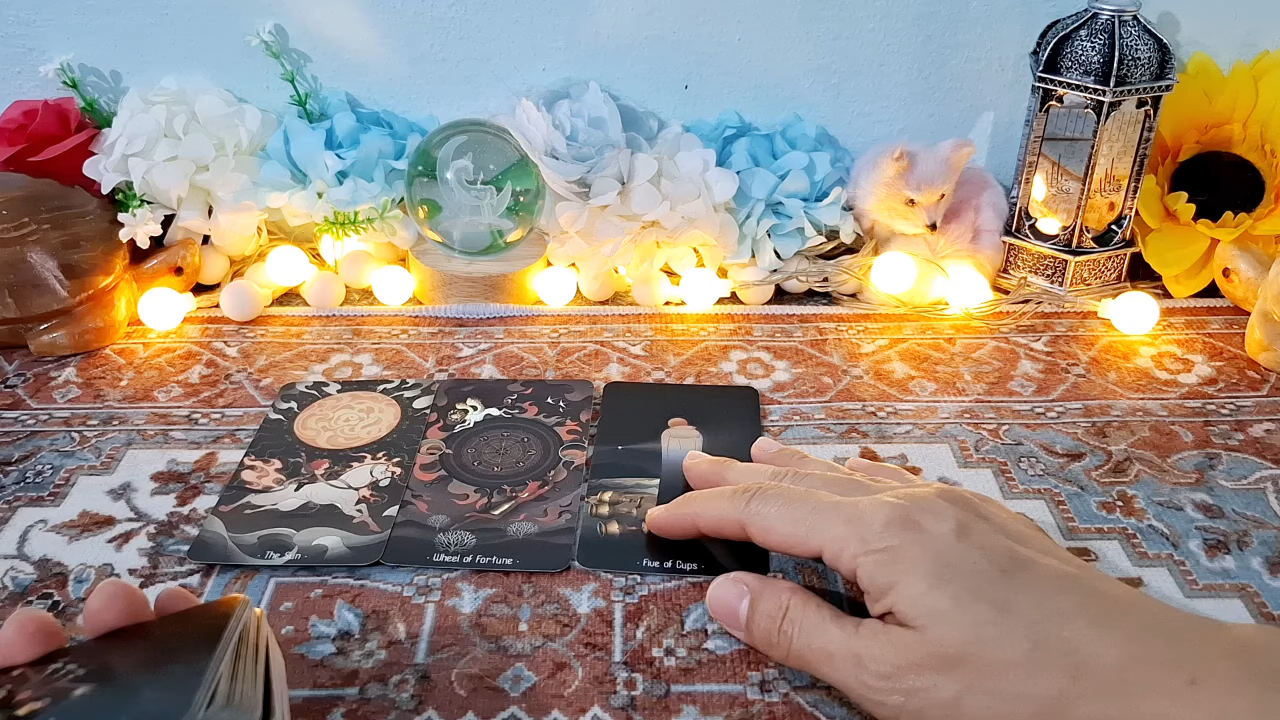 · The Sun ·
· Wheel of Fortune ·
· Five of Cups ·